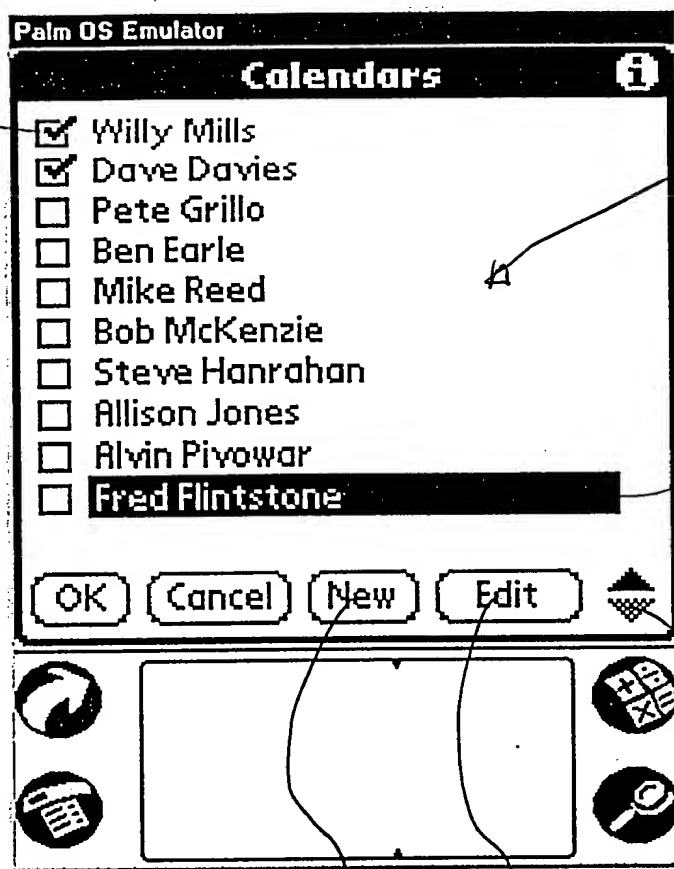 Palm OS Emulator
Calendars
Willy Mills
Dave Davies
Pete Grillo
Ben Earle
Mike Reed
Bob McKenzie
Steve Hanrahan
Allison Jones
Alvin Pivowar
Fred Flintstone
OK Cancel New Edit